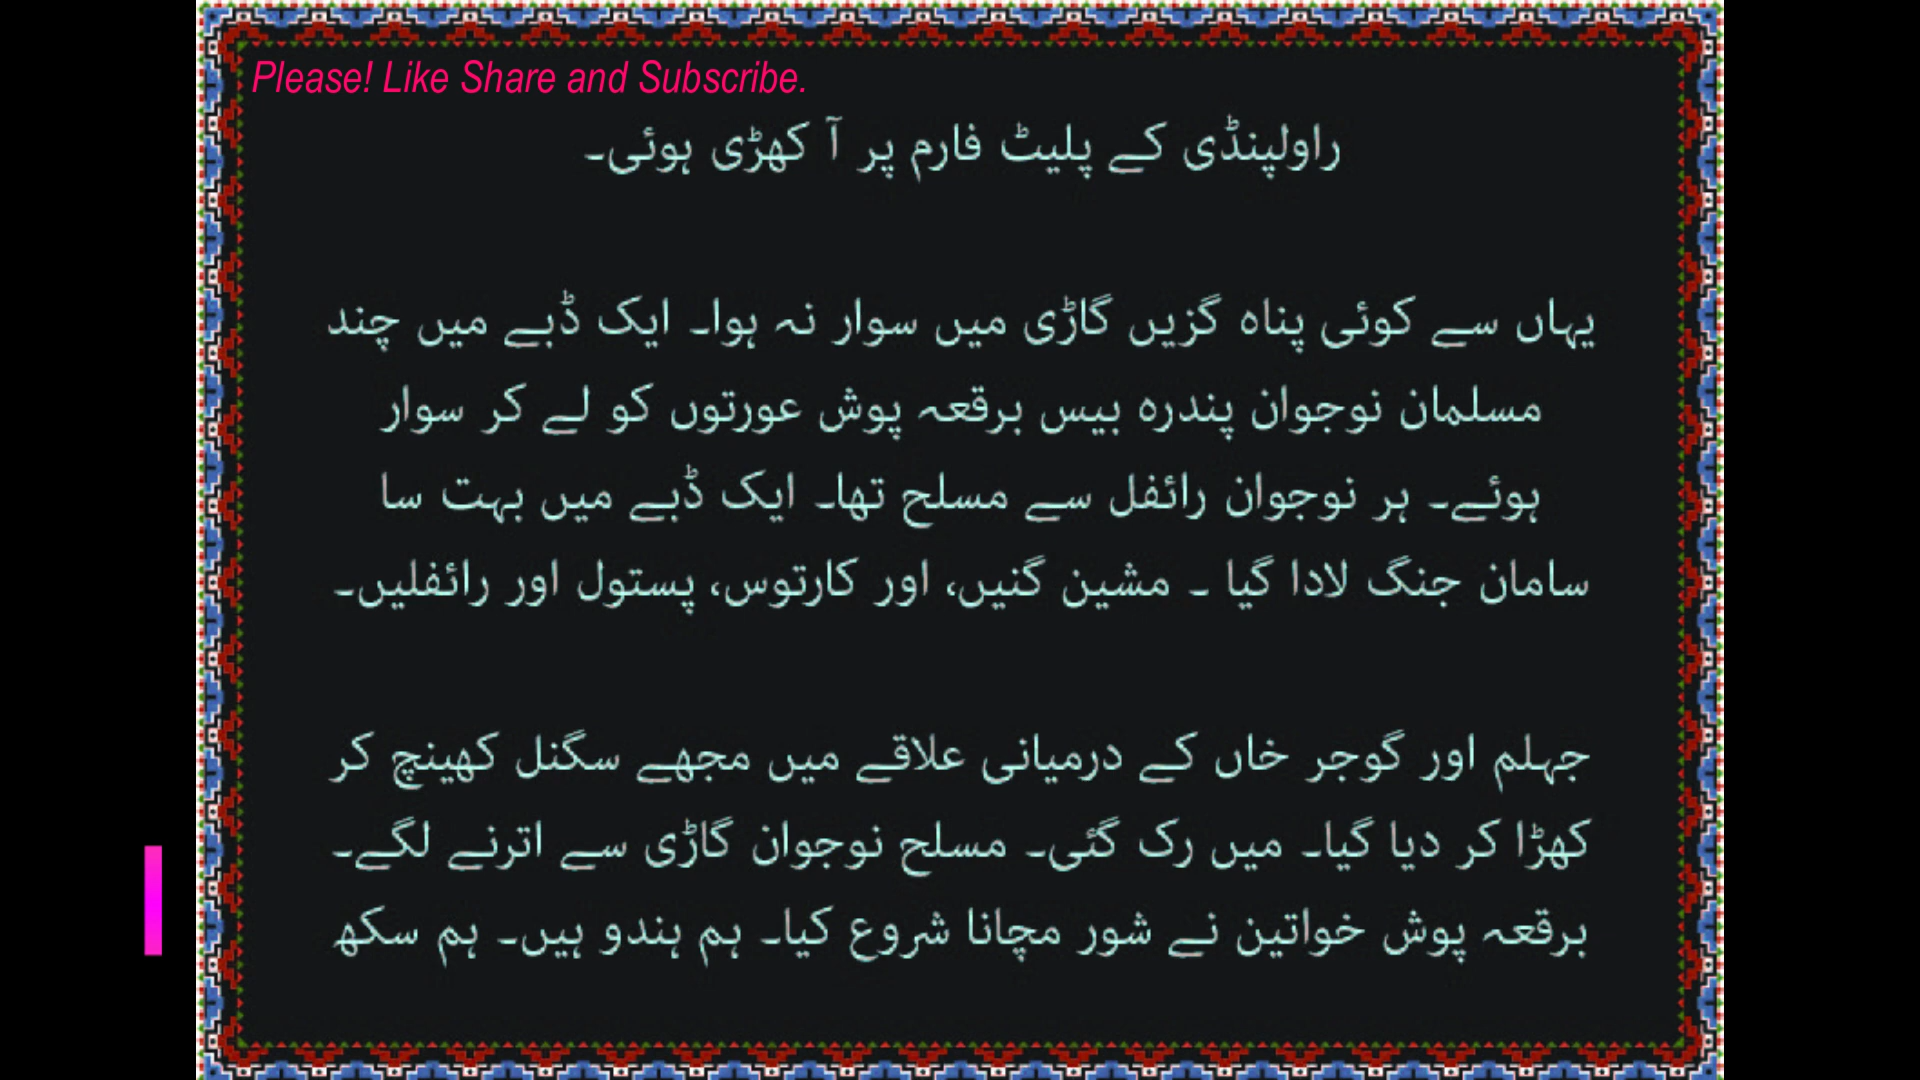 Please! Like Share and Subscribe.
راولپنڈی کے پلیٹ فارم پر آ کھڑی ہوئی۔
یہاں سے کوئی پناہ گزیں گاڑی میں سوار نہ ہوا۔ ایک ڈبے میں چند
مسلمان نوجوان پندرہ بیس برقعہ پوش عورتوں کو لے کر سوار
ہوئے۔ ہر نوجوان رائفل سے مسلح تھا۔ ایک ڈبے میں بہت سا
سامان جنگ لادا گیا ۔ مشین گنیں، اور کارتوس، پستول اور رائفلیں۔
جہلم اور گوجر خاں کے درمیانی علاقے میں مجھے سگنل کھینچ کر
کھڑا کر دیا گیا۔ میں رک گئی۔ مسلح نوجوان گاڑی سے اترنے لگے۔
برقعہ پوش خواتین نے شور مچانا شروع کیا۔ ہم ہندو ہیں۔ ہم سکھ